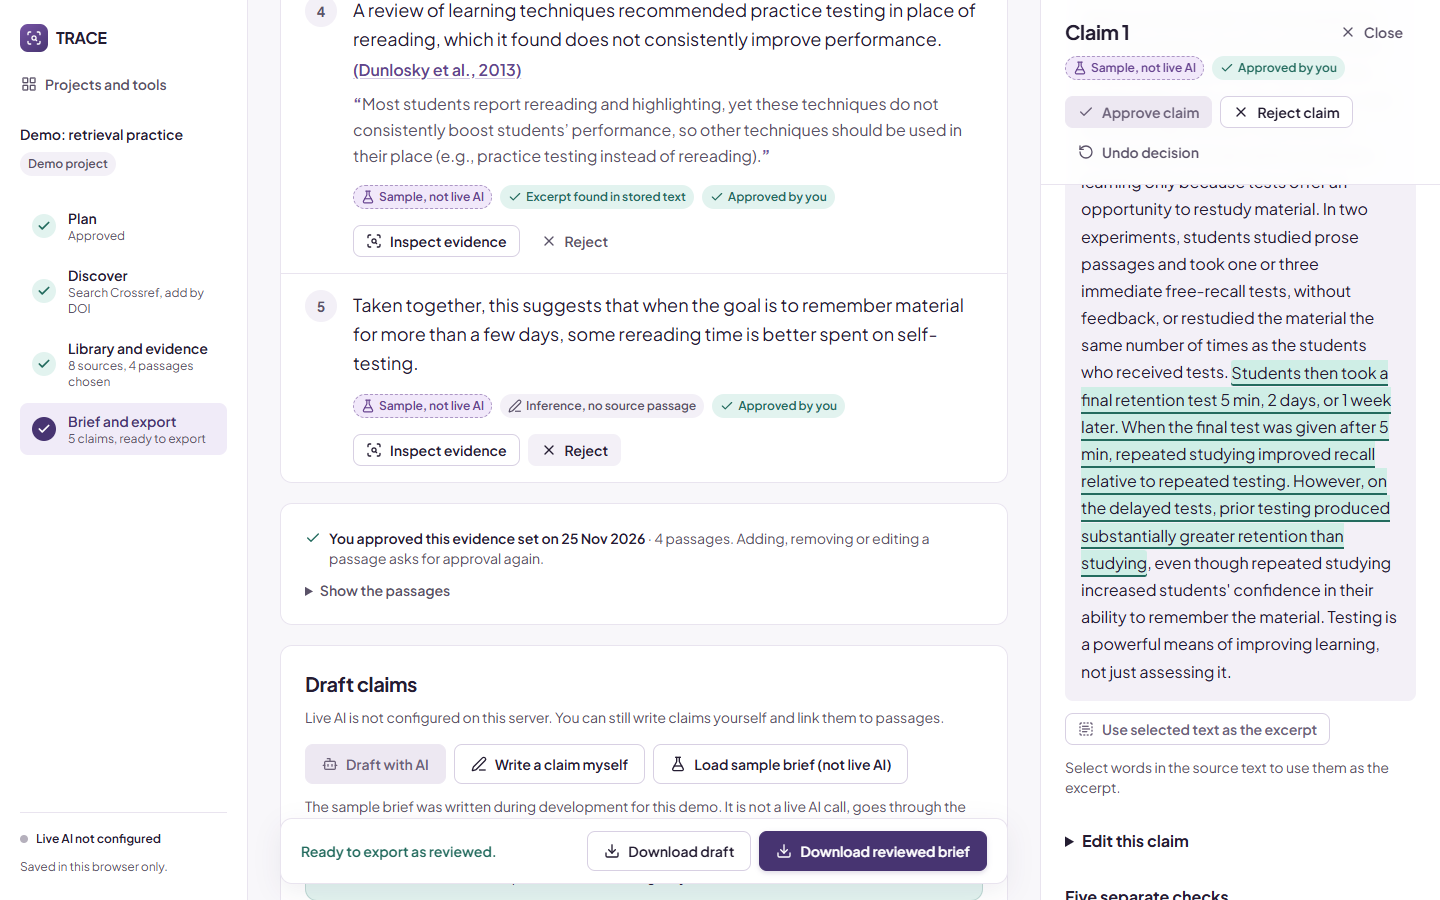 TRACE
Projects and tools
Demo: retrieval practice
Demo project
Plan
Approved
Discover
Search Crossref, add by
DOI
Library and evidence
8 sources, 4 passages
chosen
Brief and export
5 claims, ready to export
Live AI not configured
Saved in this browser only.
4
A review of learning techniques recommended practice testing in place of
rereading, which it found does not consistently improve performance.
(Dunlosky et al., 2013)
“Most students report rereading and highlighting, yet these techniques do not
consistently boost students’ performance, so other techniques should be used in
their place (e.g., practice testing instead of rereading).”
Sample, not live AI
Excerpt found in stored text
Approved by you
Inspect evidence
Reject
5
Taken together, this suggests that when the goal is to remember material
for more than a few days, some rereading time is better spent on self-
testing.
Sample, not live AI
Inference, no source passage
Approved by you
Inspect evidence
Reject
You approved this evidence set on 25 Nov 2026 · 4 passages. Adding, removing or editing a
passage asks for approval again.
Show the passages
Draft claims
Live AI is not configured on this server. You can still write claims yourself and link them to passages.
Draft with AI
Write a claim myself
Load sample brief (not live AI)
The sample brief was written during development for this demo. It is not a live AI call, goes through the
Ready to export as reviewed.
Download draft
Download reviewed brief
Claim 1
Close
Sample, not live AI
Approved by you
Approve claim
Reject claim
Undo decision
learning only because tests offer an
opportunity to restudy material. In two
experiments, students studied prose
passages and took one or three
immediate free-recall tests, without
feedback, or restudied the material the
same number of times as the students
who received tests. Students then took a
final retention test 5 min, 2 days, or 1 week
later. When the final test was given after 5
min, repeated studying improved recall
relative to repeated testing. However, on
the delayed tests, prior testing produced
substantially greater retention than
studying, even though repeated studying
increased students' confidence in their
ability to remember the material. Testing is
a powerful means of improving learning,
not just assessing it.
Use selected text as the excerpt
Select words in the source text to use them as the
excerpt.
Edit this claim
Five separate checks